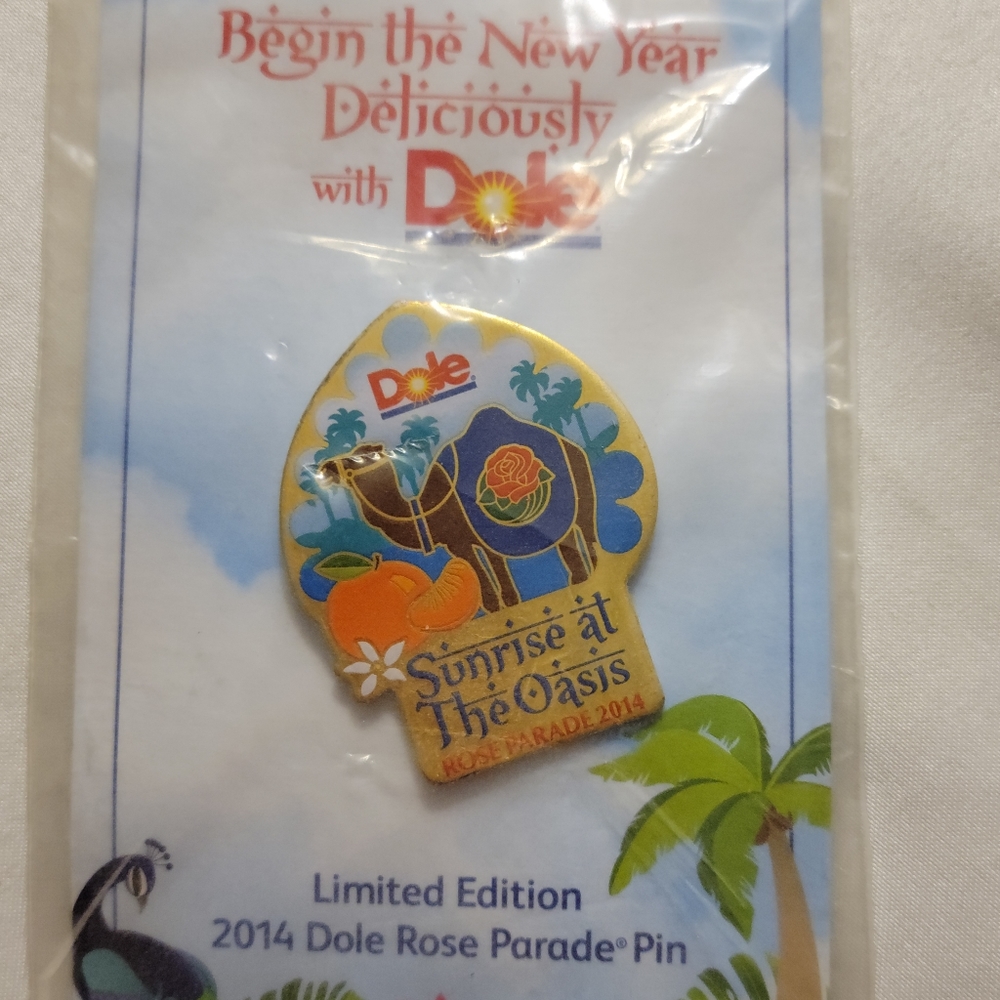 Begin the New Year
Deliciously
with Dole®
Dole®
Sunrise at
The Oasis
ROSE PARADE 2014
Limited Edition
2014 Dole Rose Parade® Pin